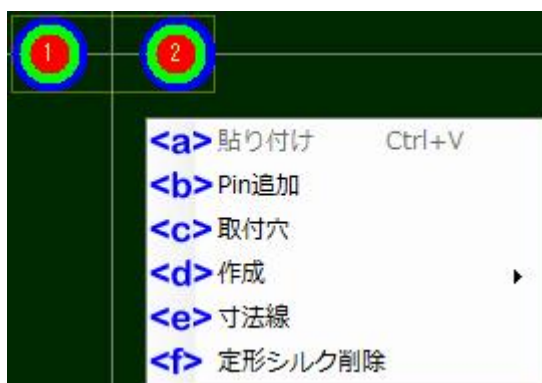 1 2
<a>貼り付け Ctrl+V
<b>Pin追加
<c>取付穴
<d>作成
<e>寸法線
<f>定形シルク削除